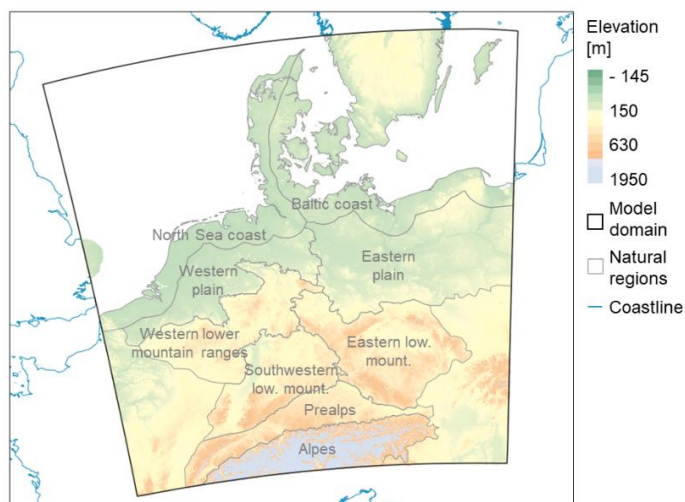 Elevation
[m]
- 145
150
630
1950
Model
domain
Natural
regions
Coastline
Baltic coast
North Sea coast
Western
plain
Eastern
plain
Western lower
mountain ranges
Eastern low.
mount.
Southwestern
low. mount.
Prealps
Alpes